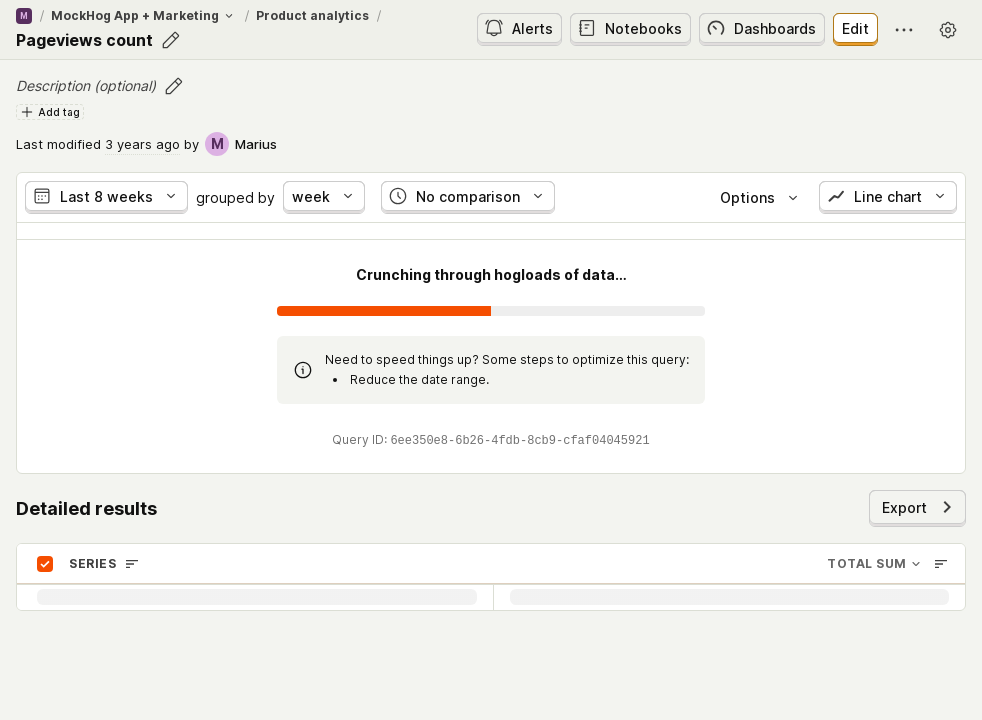 M / MockHog App + Marketing / Product analytics /
Pageviews count
Alerts Notebooks Dashboards Edit
Description (optional)
Add tag
Last modified 3 years ago by M Marius
Last 8 weeks grouped by week No comparison Options Line chart
Crunching through hogloads of data...
Need to speed things up? Some steps to optimize this query:
• Reduce the date range.
Query ID: 6ee350e8-6b26-4fdb-8cb9-cfaf04045921
Detailed results
Export
SERIES TOTAL SUM